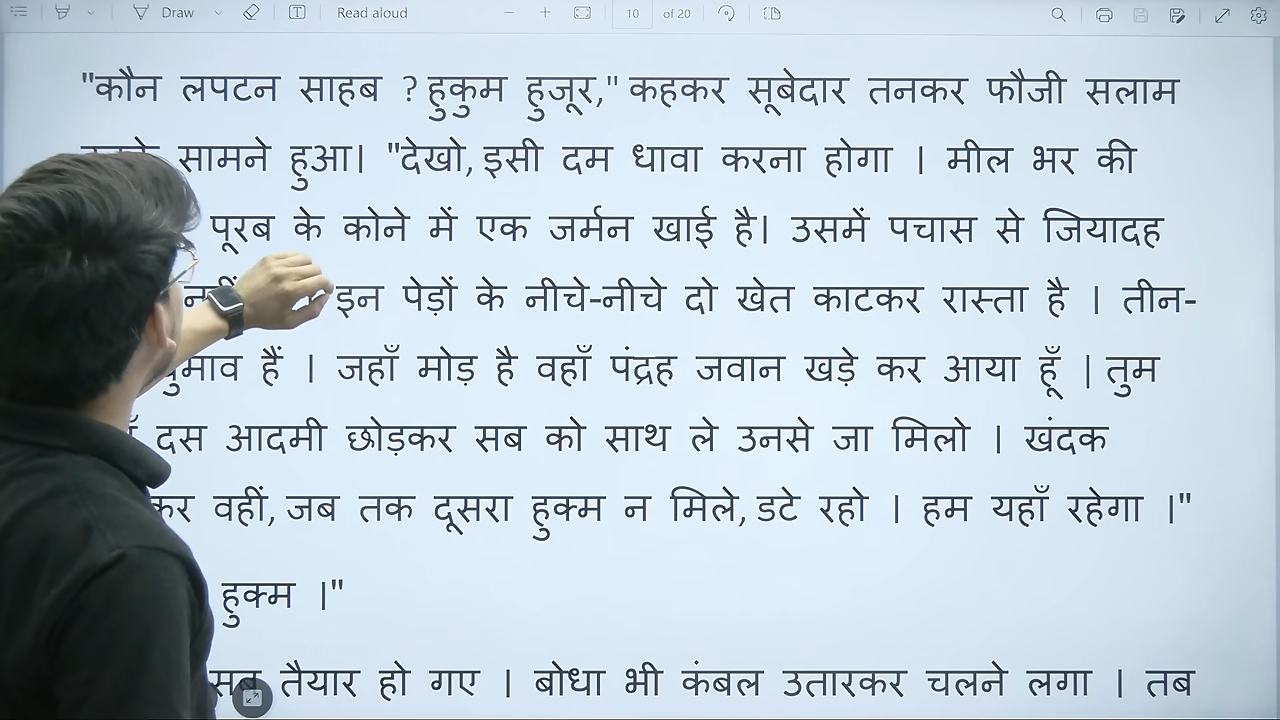 Draw
Read aloud
10 of 20
"कौन लपटन साहब ? हुकुम हुजूर," कहकर सूबेदार तनकर फौजी सलाम
सामने हुआ। "देखो, इसी दम धावा करना होगा । मील भर की
पूरब के कोने में एक जर्मन खाई है। उसमें पचास से जियादह
इन पेड़ों के नीचे-नीचे दो खेत काटकर रास्ता है । तीन-
हैं । जहाँ मोड़ है वहाँ पंद्रह जवान खड़े कर आया हूँ | तुम
दस आदमी छोड़कर सब को साथ ले उनसे जा मिलो । खंदक
वहीं, जब तक दूसरा हुक्म न मिले, डटे रहो । हम यहाँ रहेगा ।"
हुक्म ।"
सब तैयार हो गए । बोधा भी कंबल उतारकर चलने लगा । तब